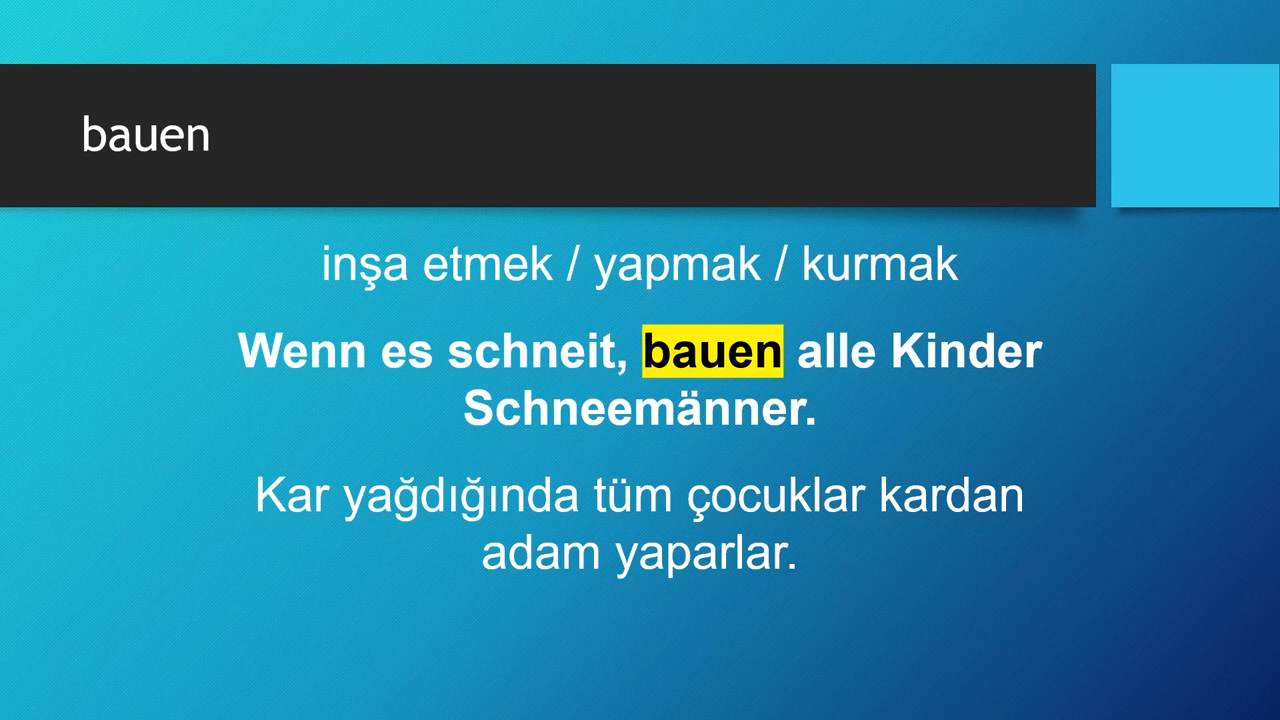 bauen
inşa etmek / yapmak / kurmak
Wenn es schneit, bauen alle Kinder
Schneemänner.
Kar yağdığında tüm çocuklar kardan
adam yaparlar.